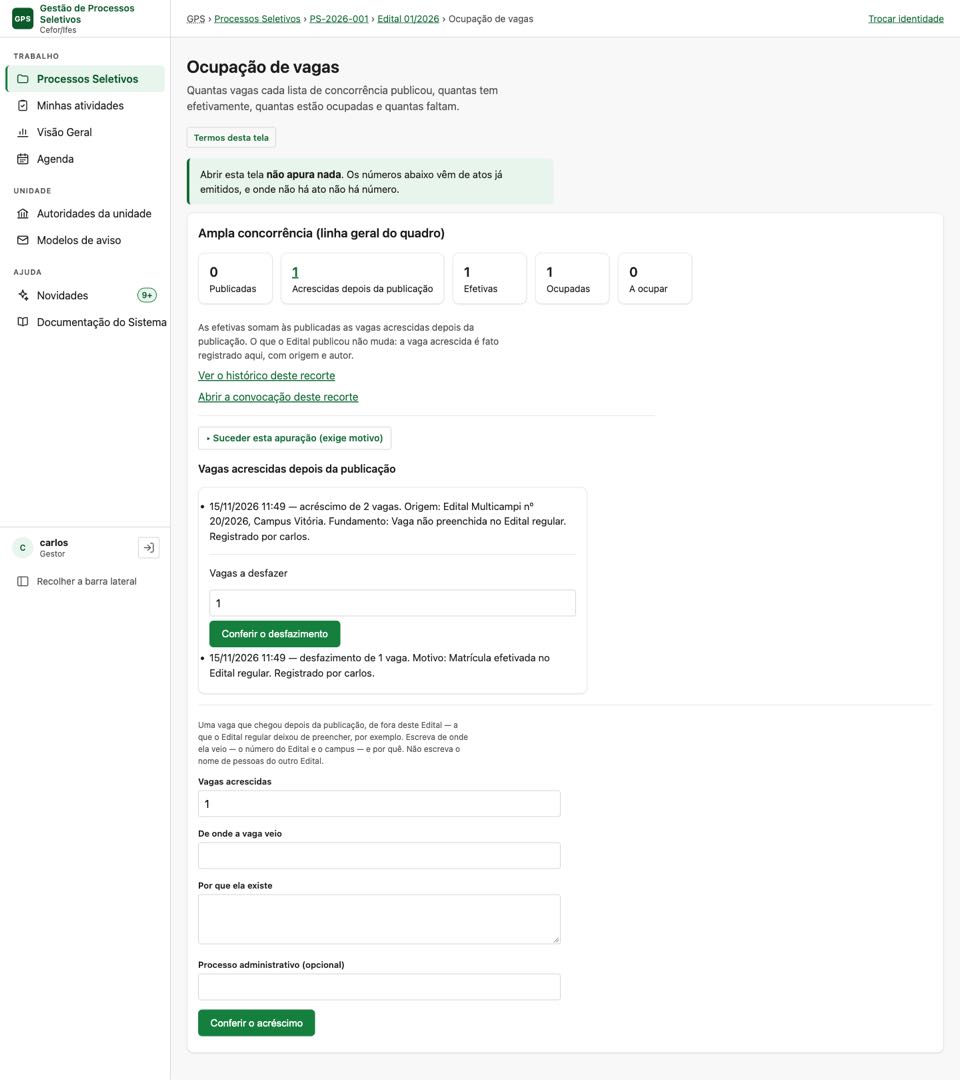 GPS
Gestão de Processos
Seletivos
Cefor/Ifes
GPS › Processos Seletivos › PS-2026-001 › Edital 01/2026 › Ocupação de vagas
Trocar identidade
TRABALHO
Processos Seletivos
Minhas atividades
Visão Geral
Agenda
UNIDADE
Autoridades da unidade
Modelos de aviso
AJUDA
Novidades 9+
Documentação do Sistema
C
carlos
Gestor
Recolher a barra lateral
Ocupação de vagas
Quantas vagas cada lista de concorrência publicou, quantas tem
efetivamente, quantas estão ocupadas e quantas faltam.
Termos desta tela
Abrir esta tela não apura nada. Os números abaixo vêm de atos já
emitidos, e onde não há ato não há número.
Ampla concorrência (linha geral do quadro)
0
Publicadas
1
Acrescidas depois da publicação
1
Efetivas
1
Ocupadas
0
A ocupar
As efetivas somam às publicadas as vagas acrescidas depois da
publicação. O que o Edital publicou não muda: a vaga acrescida é fato
registrado aqui, com origem e autor.
Ver o histórico deste recorte
Abrir a convocação deste recorte
▸ Suceder esta apuração (exige motivo)
Vagas acrescidas depois da publicação
• 15/11/2026 11:49 — acréscimo de 2 vagas. Origem: Edital Multicampi nº
20/2026, Campus Vitória. Fundamento: Vaga não preenchida no Edital regular.
Registrado por carlos.
Vagas a desfazer
1
Conferir o desfazimento
• 15/11/2026 11:49 — desfazimento de 1 vaga. Motivo: Matrícula efetivada no
Edital regular. Registrado por carlos.
Uma vaga que chegou depois da publicação, de fora deste Edital — a
que o Edital regular deixou de preencher, por exemplo. Escreva de onde
ela veio — o número do Edital e o campus — e por quê. Não escreva o
nome de pessoas do outro Edital.
Vagas acrescidas
1
De onde a vaga veio
Por que ela existe
Processo administrativo (opcional)
Conferir o acréscimo